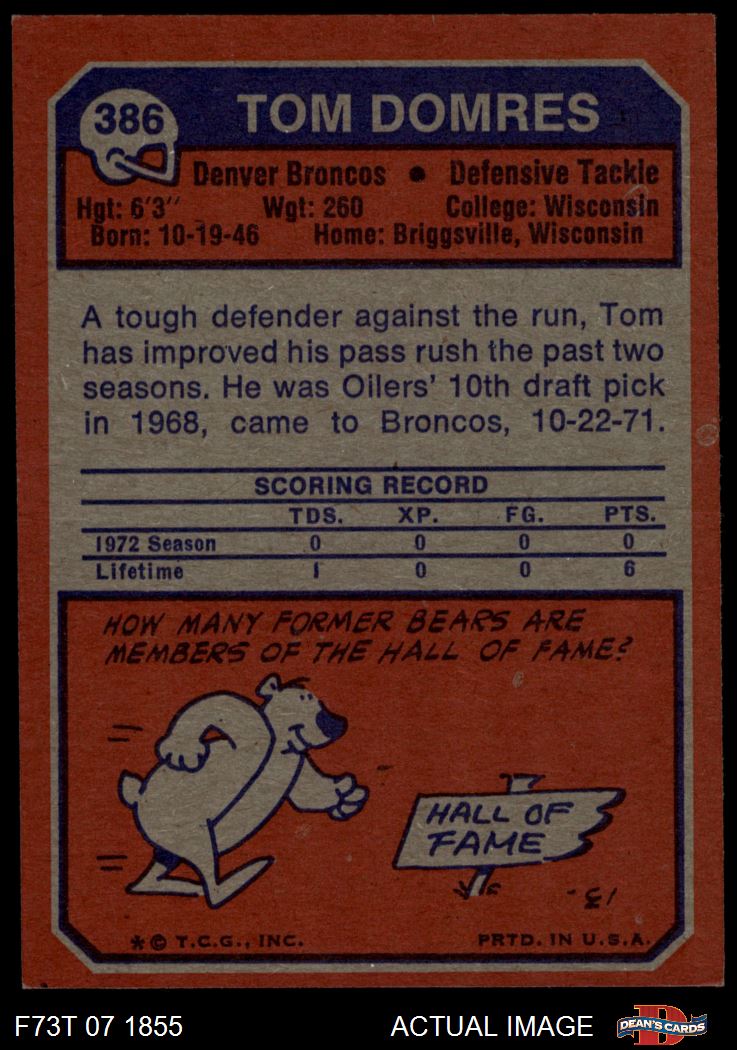 386
TOM DOMRES
Denver Broncos • Defensive Tackle
Hgt: 6'3" Wgt: 260 College: Wisconsin
Born: 10-19-46 Home: Briggsville, Wisconsin
A tough defender against the run, Tom
has improved his pass rush the past two
seasons. He was Oilers' 10th draft pick
in 1968, came to Broncos, 10-22-71.
SCORING RECORD
TDS. XP. FG. PTS.
1972 Season 0 0 0 0
Lifetime 1 0 0 6
HOW MANY FORMER BEARS ARE
MEMBERS OF THE HALL OF FAME?
HALL OF
FAME
*© T.C.G., INC. PRTD. IN U.S.A.
F73T 07 1855 ACTUAL IMAGE DEAN'S CARDS